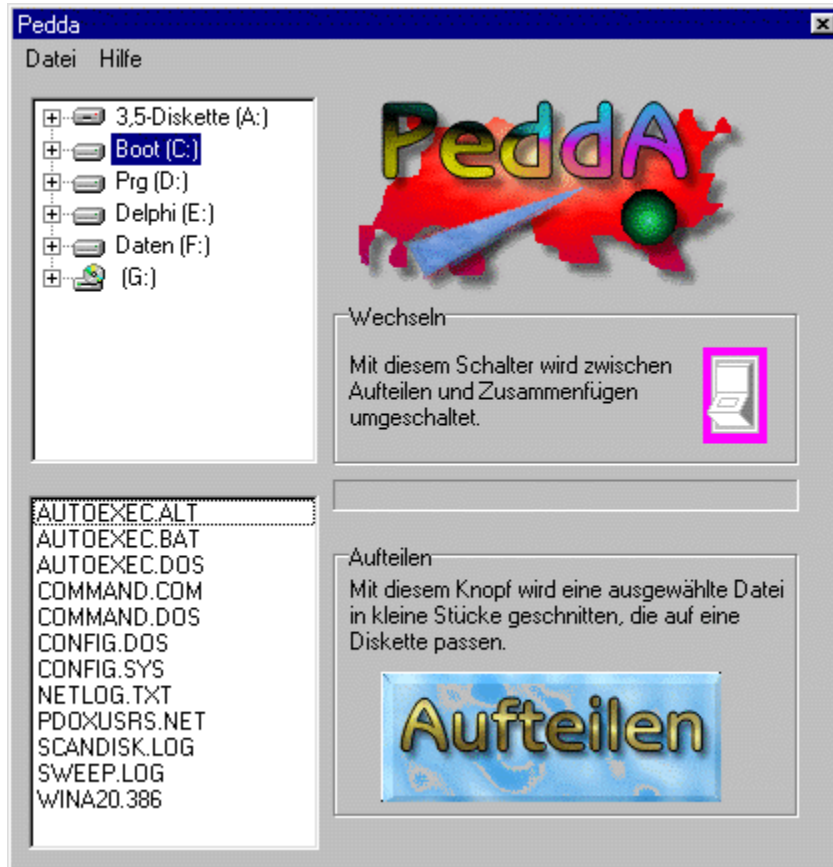 Pedda
Datei Hilfe
3,5-Diskette (A:)
Boot (C:)
Prg (D:)
Delphi (E:)
Daten (F:)
(G:)
PeddA
Wechseln
Mit diesem Schalter wird zwischen
Aufteilen und Zusammenfügen
umgeschaltet.
AUTOEXEC.ALT
AUTOEXEC.BAT
AUTOEXEC.DOS
COMMAND.COM
COMMAND.DOS
CONFIG.DOS
CONFIG.SYS
NETLOG.TXT
PDOXUSRS.NET
SCANDISK.LOG
SWEEP.LOG
WINA20.386
Aufteilen
Mit diesem Knopf wird eine ausgewählte Datei
in kleine Stücke geschnitten, die auf eine
Diskette passen.
Aufteilen